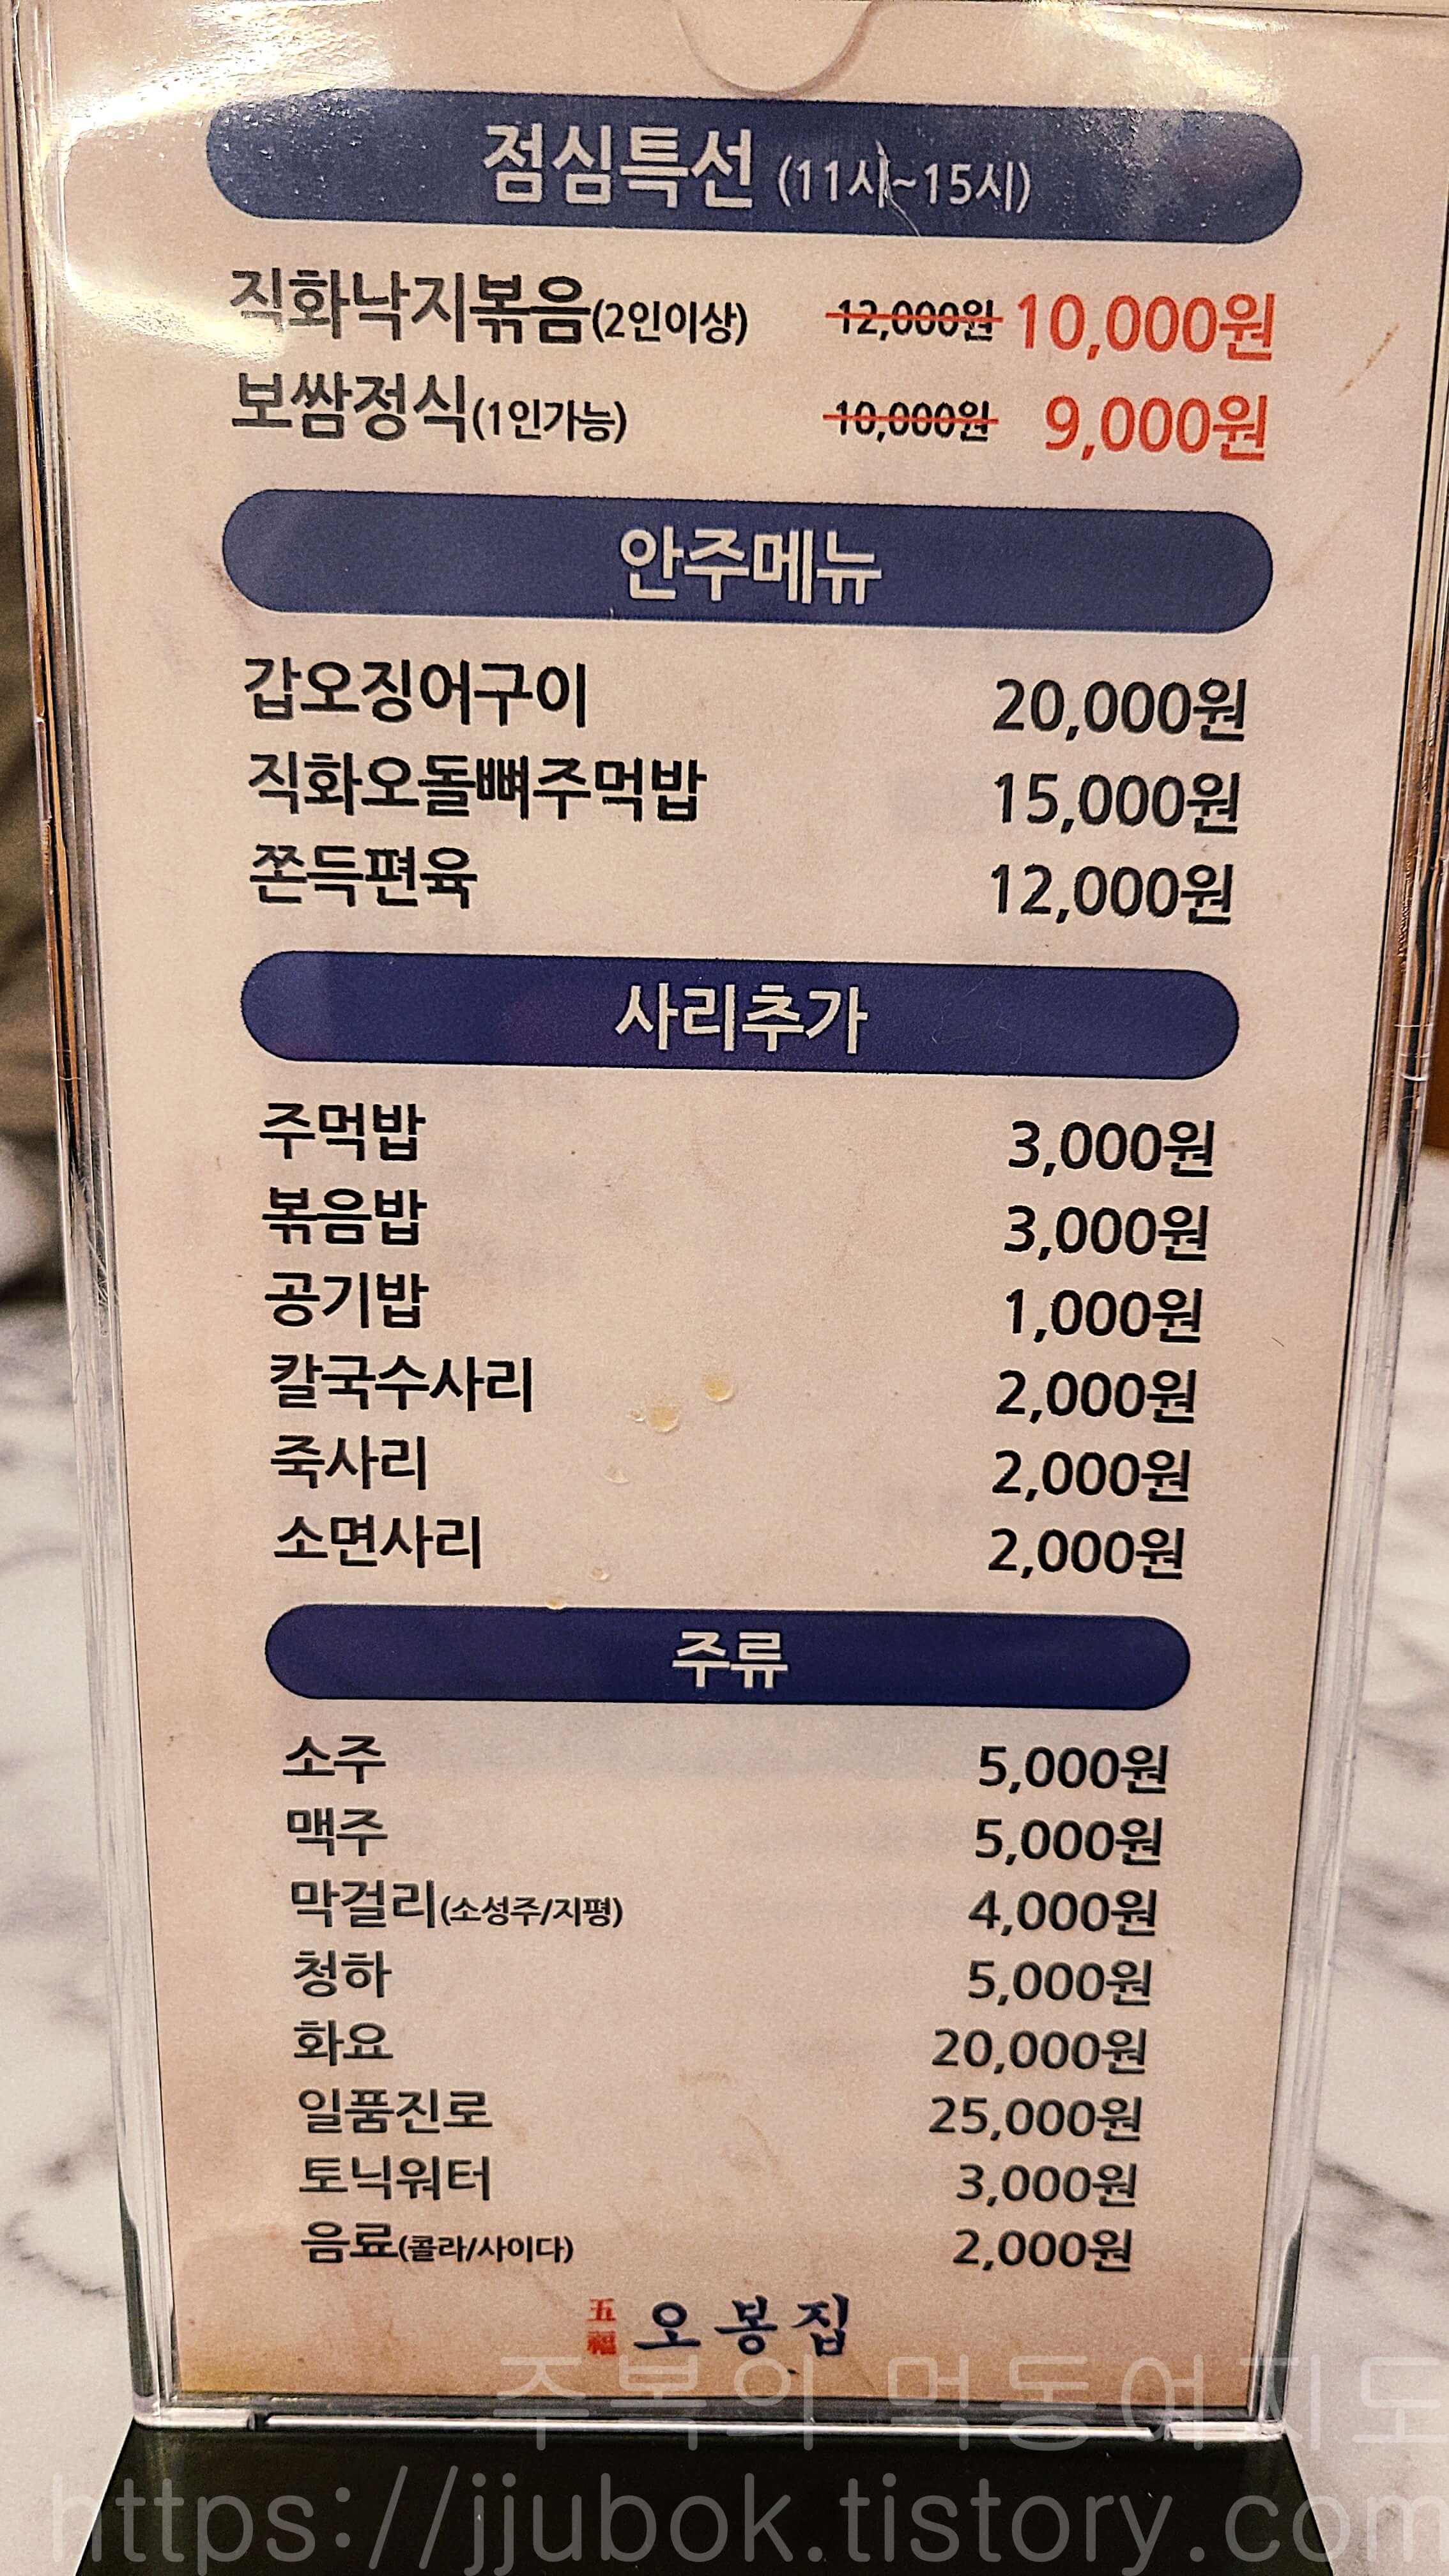 점심특선 (11시~15시)
직화낙지볶음(2인이상) 12,000원 10,000원
보쌈정식(1인가능) 10,000원 9,000원
안주메뉴
갑오징어구이 20,000원
직화오돌뼈주먹밥 15,000원
쫀득편육 12,000원
사리추가
주먹밥 3,000원
볶음밥 3,000원
공기밥 1,000원
칼국수사리 2,000원
죽사리 2,000원
소면사리 2,000원
주류
소주 5,000원
맥주 5,000원
막걸리(소성주/지평) 4,000원
청하 5,000원
화요 20,000원
일품진로 25,000원
토닉워터 3,000원
음료(콜라/사이다) 2,000원
五福 오봉집
주복의 먹동여지도
https://jjubok.tistory.com